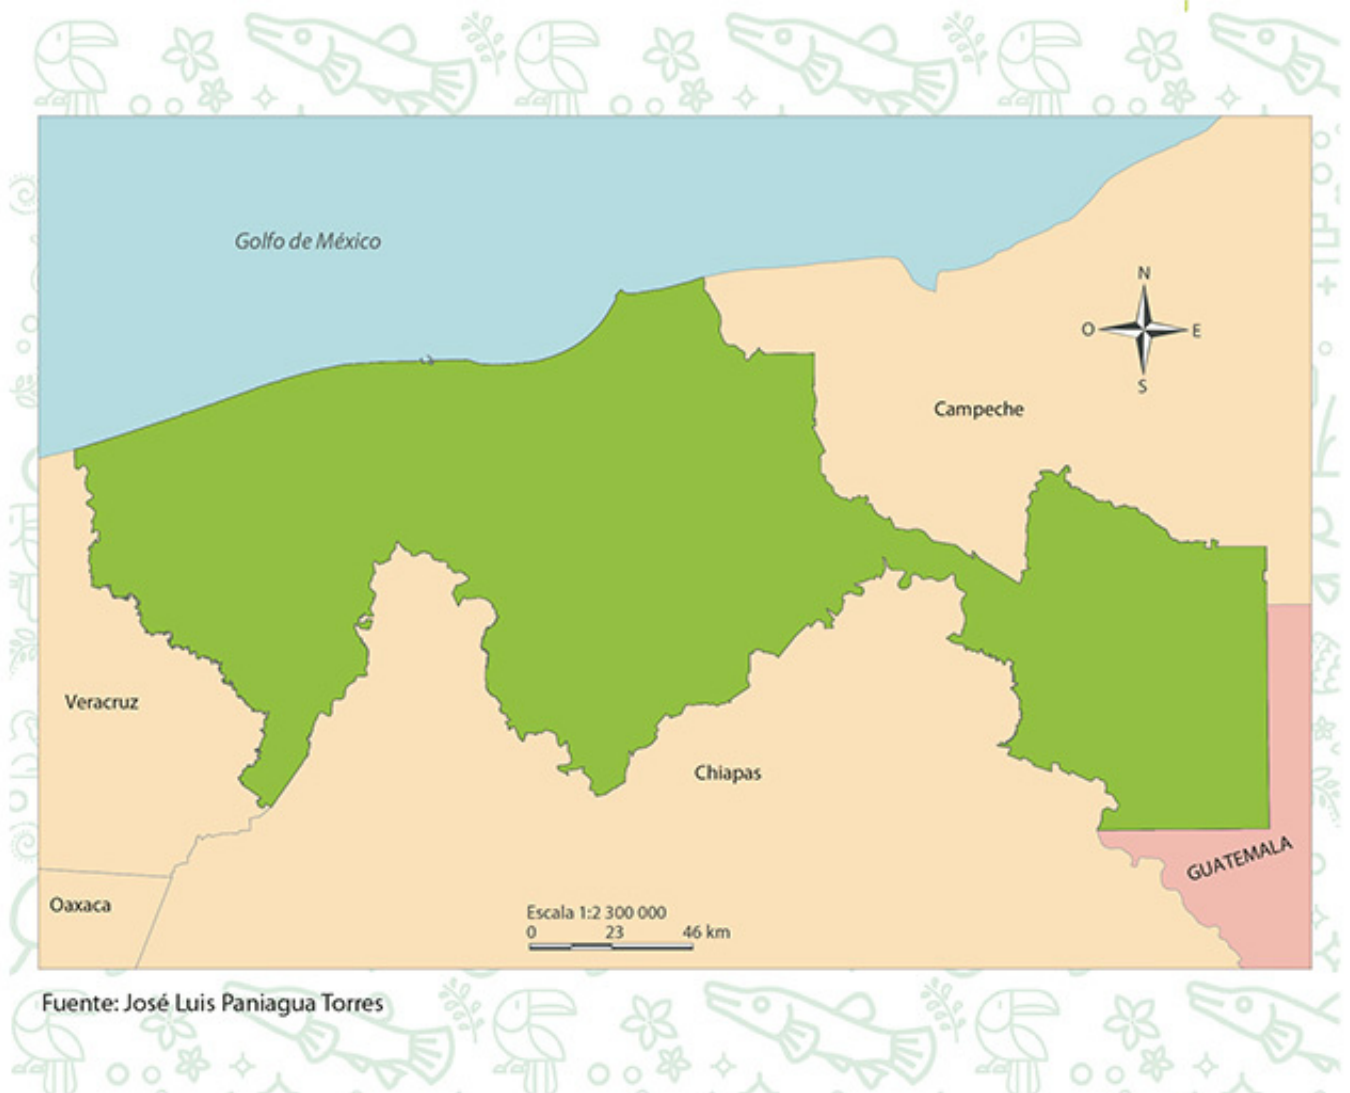 Golfo de México
N
O
E
S
Campeche
Veracruz
Chiapas
GUATEMALA
Oaxaca
Escala 1:2 300 000
0 23 46 km
Fuente: José Luis Paniagua Torres